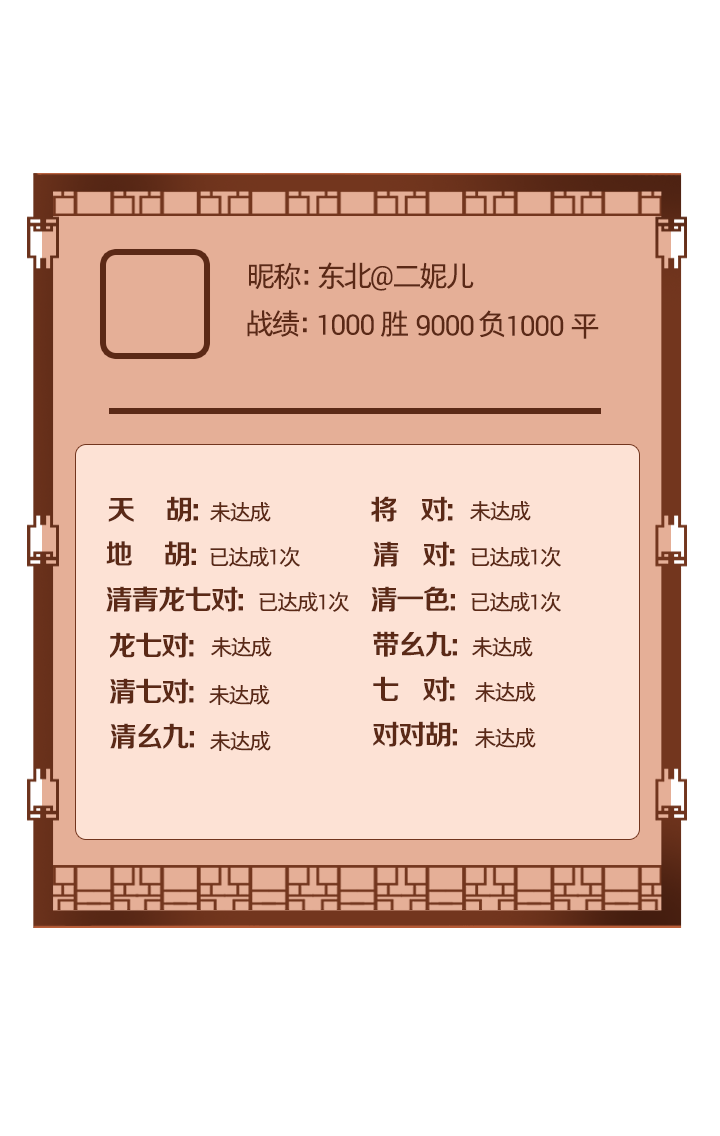 昵称: 东北@二妮儿
战绩: 1000 胜 9000 负1000 平
天 胡: 未达成 将 对: 未达成
地 胡: 已达成1次 清 对: 已达成1次
清青龙七对: 已达成1次 清一色: 已达成1次
龙七对: 未达成 带幺九: 未达成
清七对: 未达成 七 对: 未达成
清幺九: 未达成 对对胡: 未达成